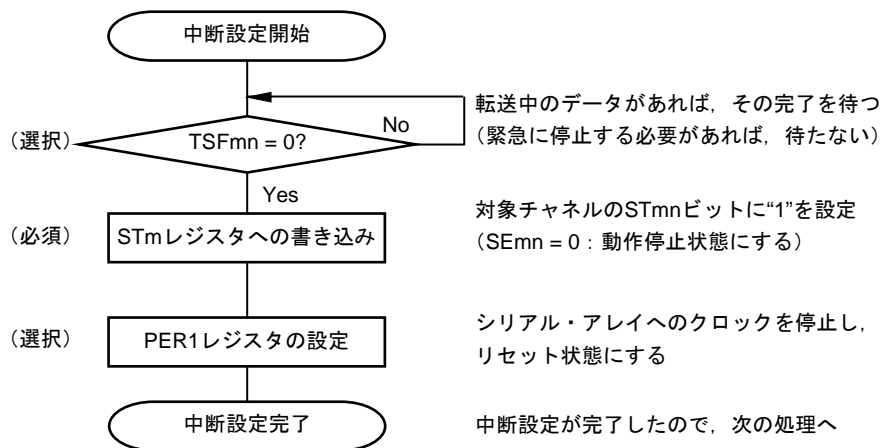 中断設定開始
転送中のデータがあれば，その完了を待つ
（緊急に停止する必要があれば，待たない）
（選択）
TSFmn = 0?
No
Yes
対象チャネルのSTmnビットに“1”を設定
（SEmn = 0：動作停止状態にする）
（必須）
STmレジスタへの書き込み
シリアル・アレイへのクロックを停止し，
リセット状態にする
（選択）
PER1レジスタの設定
中断設定完了
中断設定が完了したので，次の処理へ